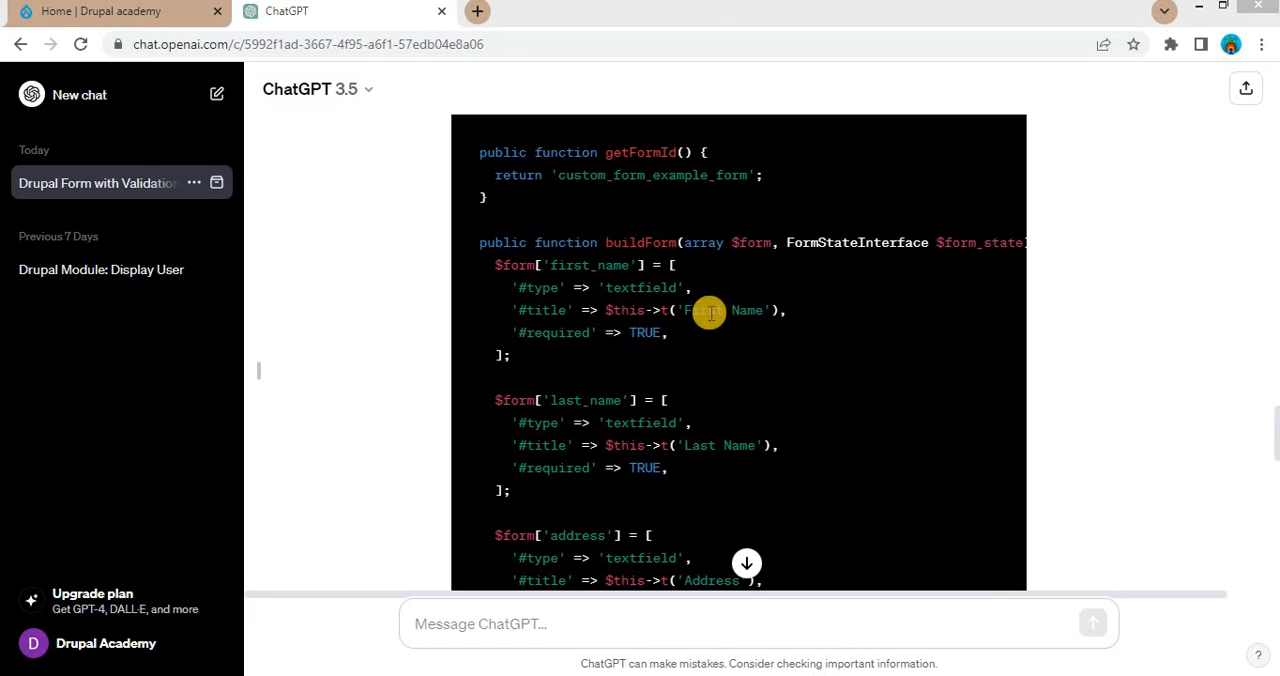 Home | Drupal academy
ChatGPT
chat.openai.com/c/5992f1ad-3667-4f95-a6f1-57edb04e8a06
New chat
ChatGPT 3.5
Today
Drupal Form with Validation
Previous 7 Days
Drupal Module: Display User
public function getFormId() {
return 'custom_form_example_form';
}
public function buildForm(array $form, FormStateInterface $form_state)
$form['first_name'] = [
'#type' => 'textfield',
'#title' => $this->t('First Name'),
'#required' => TRUE,
];
$form['last_name'] = [
'#type' => 'textfield',
'#title' => $this->t('Last Name'),
'#required' => TRUE,
];
$form['address'] = [
'#type' => 'textfield',
'#title' => $this->t('Address'),
Upgrade plan
Get GPT-4, DALL·E, and more
D
Drupal Academy
Message ChatGPT...
ChatGPT can make mistakes. Consider checking important information.
?